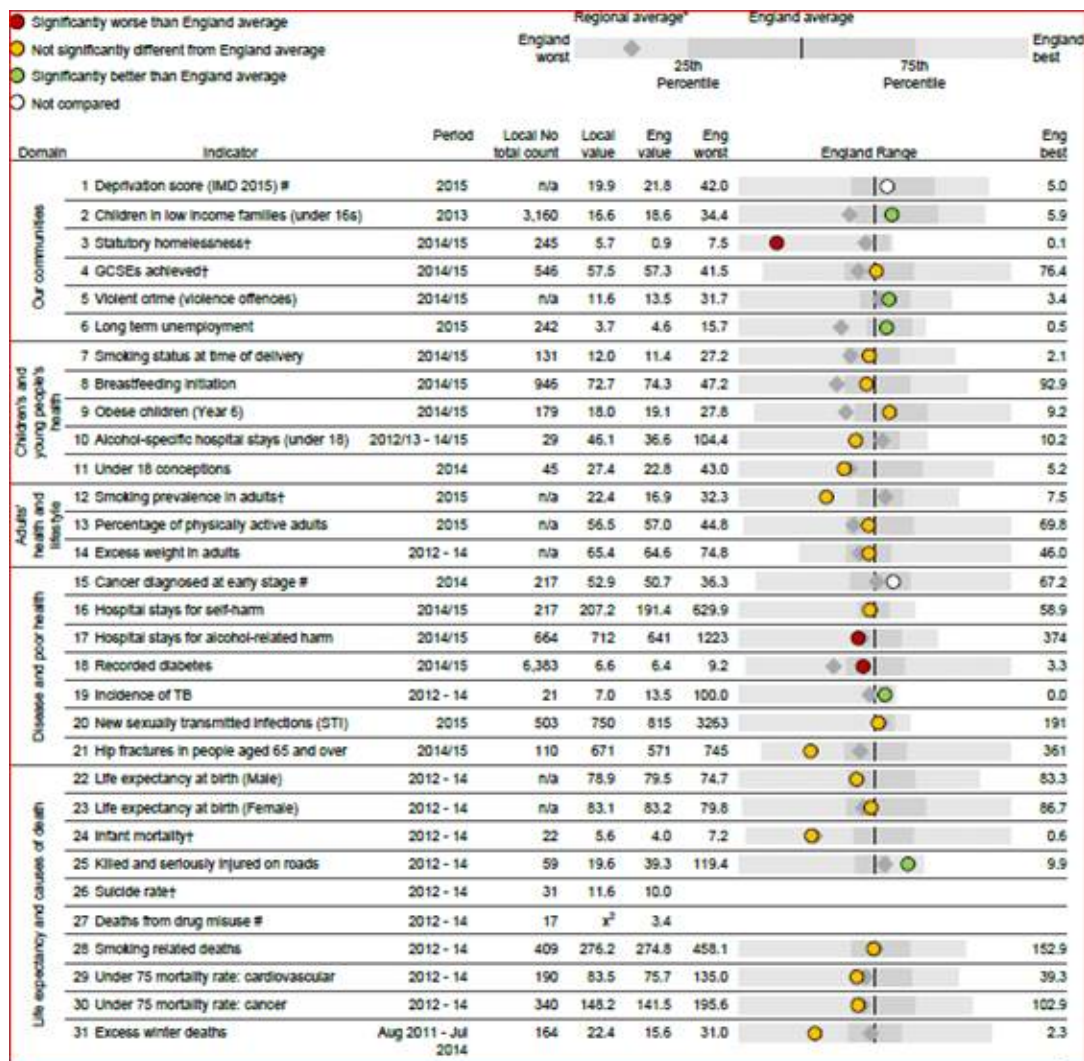 Significantly worse than England average
Not significantly different from England average
Significantly better than England average
Not compared
Regional average* England average
England worst England best
25th Percentile 75th Percentile
Domain Indicator Period Local No total count Local value Eng value Eng worst England Range Eng best
Our communities
1 Deprivation score (IMD 2015) # 2015 n/a 19.9 21.8 42.0 5.0
2 Children in low income families (under 16s) 2013 3,160 16.6 18.6 34.4 5.9
3 Statutory homelessness† 2014/15 245 5.7 0.9 7.5 0.1
4 GCSEs achieved† 2014/15 546 57.5 57.3 41.5 76.4
5 Violent crime (violence offences) 2014/15 n/a 11.6 13.5 31.7 3.4
6 Long term unemployment 2015 242 3.7 4.6 15.7 0.5
Children's and young people's health
7 Smoking status at time of delivery 2014/15 131 12.0 11.4 27.2 2.1
8 Breastfeeding initiation 2014/15 946 72.7 74.3 47.2 92.9
9 Obese children (Year 6) 2014/15 179 18.0 19.1 27.8 9.2
10 Alcohol-specific hospital stays (under 18) 2012/13 - 14/15 29 46.1 36.6 104.4 10.2
11 Under 18 conceptions 2014 45 27.4 22.8 43.0 5.2
Adults' health and lifestyle
12 Smoking prevalence in adults† 2015 n/a 22.4 16.9 32.3 7.5
13 Percentage of physically active adults 2015 n/a 56.5 57.0 44.8 69.8
14 Excess weight in adults 2012 - 14 n/a 65.4 64.6 74.8 46.0
Disease and poor health
15 Cancer diagnosed at early stage # 2014 217 52.9 50.7 36.3 67.2
16 Hospital stays for self-harm 2014/15 217 207.2 191.4 629.9 58.9
17 Hospital stays for alcohol-related harm 2014/15 664 712 641 1223 374
18 Recorded diabetes 2014/15 6,383 6.6 6.4 9.2 3.3
19 Incidence of TB 2012 - 14 21 7.0 13.5 100.0 0.0
20 New sexually transmitted infections (STI) 2015 503 750 815 3263 191
21 Hip fractures in people aged 65 and over 2014/15 110 671 571 745 361
Life expectancy and causes of death
22 Life expectancy at birth (Male) 2012 - 14 n/a 78.9 79.5 74.7 83.3
23 Life expectancy at birth (Female) 2012 - 14 n/a 83.1 83.2 79.8 86.7
24 Infant mortality† 2012 - 14 22 5.6 4.0 7.2 0.6
25 Killed and seriously injured on roads 2012 - 14 59 19.6 39.3 119.4 9.9
26 Suicide rate† 2012 - 14 31 11.6 10.0
27 Deaths from drug misuse # 2012 - 14 17 x² 3.4
28 Smoking related deaths 2012 - 14 409 276.2 274.8 458.1 152.9
29 Under 75 mortality rate: cardiovascular 2012 - 14 190 83.5 75.7 135.0 39.3
30 Under 75 mortality rate: cancer 2012 - 14 340 148.2 141.5 195.6 102.9
31 Excess winter deaths Aug 2011 - Jul 2014 164 22.4 15.6 31.0 2.3